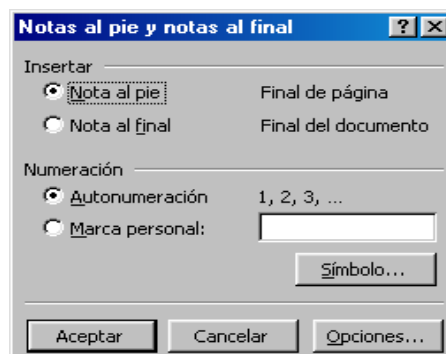 Notas al pie y notas al final
Insertar
Nota al pie Final de página
Nota al final Final del documento
Numeración
Autonumeración 1, 2, 3, ...
Marca personal:
Símbolo...
Aceptar Cancelar Opciones...